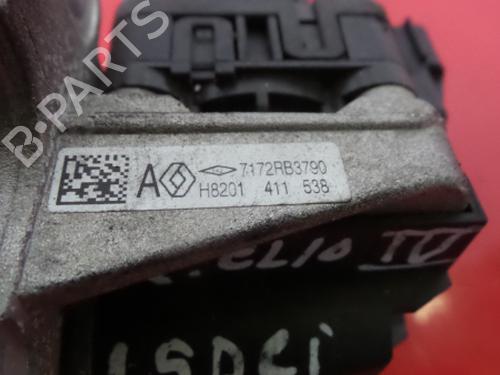 B-PARTS
A 7172RB3790
H8201 411 538
CLIO IV
1.5DCI